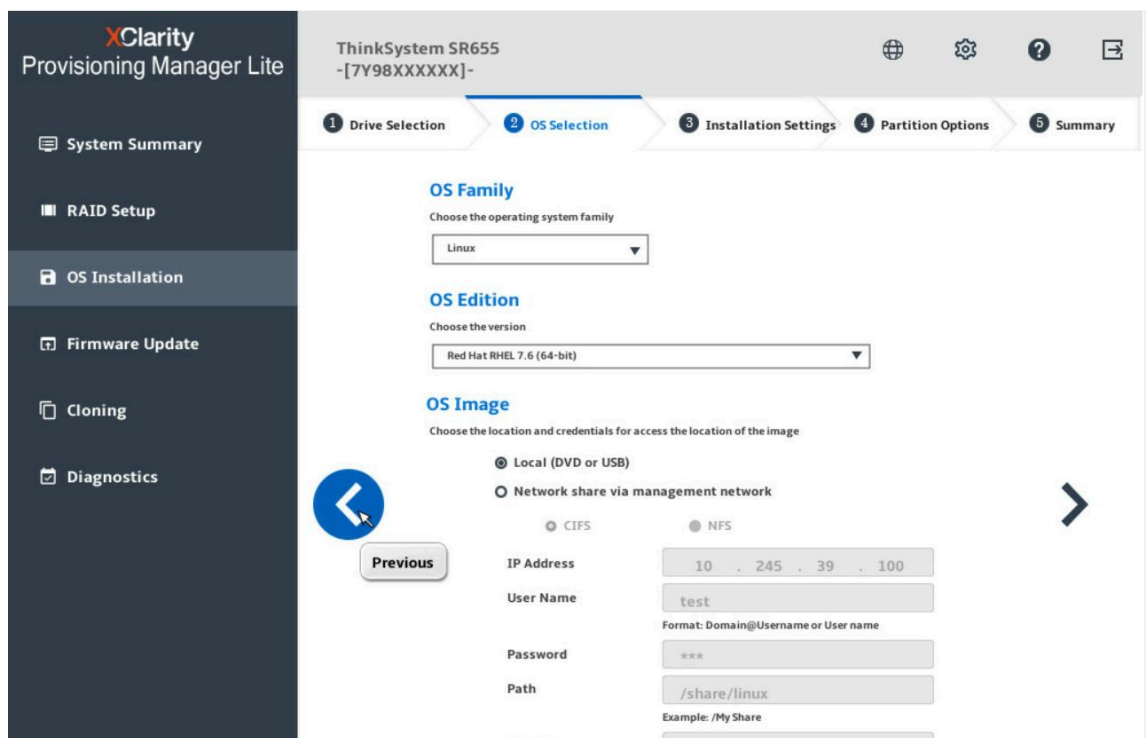 XClarity
Provisioning Manager Lite
System Summary
RAID Setup
OS Installation
Firmware Update
Cloning
Diagnostics
ThinkSystem SR655
-[7Y98XXXXXX]-
1 Drive Selection
2 OS Selection
3 Installation Settings
4 Partition Options
5 Summary
OS Family
Choose the operating system family
Linux
OS Edition
Choose the version
Red Hat RHEL 7.6 (64-bit)
OS Image
Choose the location and credentials for access the location of the image
Local (DVD or USB)
Network share via management network
CIFS NFS
Previous
IP Address 10 . 245 . 39 . 100
User Name test
Format: Domain@Username or User name
Password ***
Path /share/linux
Example: /My Share